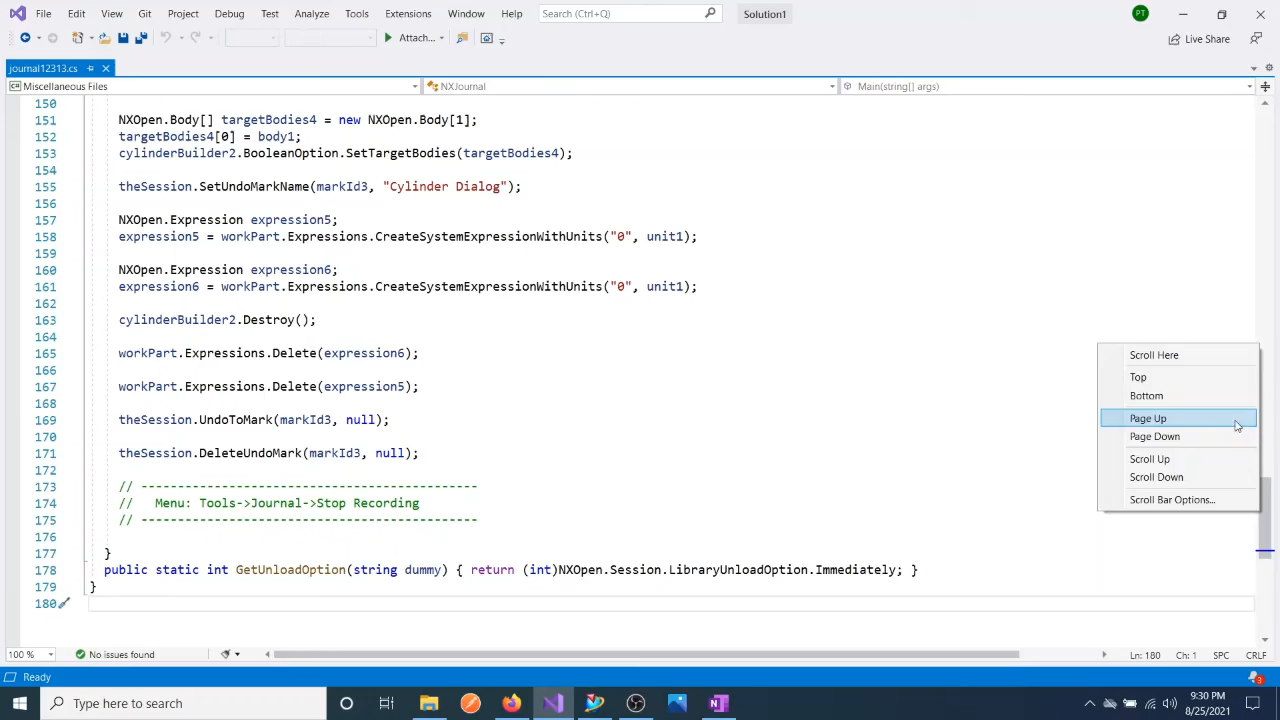 File Edit View Git Project Debug Test Analyze Tools Extensions Window Help Search (Ctrl+Q) Solution1 PT
Attach... Live Share
journal12313.cs
Miscellaneous Files NXJournal Main(string[] args)
150
151 NXOpen.Body[] targetBodies4 = new NXOpen.Body[1];
152 targetBodies4[0] = body1;
153 cylinderBuilder2.BooleanOption.SetTargetBodies(targetBodies4);
154
155 theSession.SetUndoMarkName(markId3, "Cylinder Dialog");
156
157 NXOpen.Expression expression5;
158 expression5 = workPart.Expressions.CreateSystemExpressionWithUnits("0", unit1);
159
160 NXOpen.Expression expression6;
161 expression6 = workPart.Expressions.CreateSystemExpressionWithUnits("0", unit1);
162
163 cylinderBuilder2.Destroy();
164
165 workPart.Expressions.Delete(expression6);
166
167 workPart.Expressions.Delete(expression5);
168
169 theSession.UndoToMark(markId3, null);
170
171 theSession.DeleteUndoMark(markId3, null);
172
173 // ----------------------------------------------
174 //   Menu: Tools->Journal->Stop Recording
175 // ----------------------------------------------
176
177 }
178 public static int GetUnloadOption(string dummy) { return (int)NXOpen.Session.LibraryUnloadOption.Immediately; }
179 }
180
Scroll Here
Top
Bottom
Page Up
Page Down
Scroll Up
Scroll Down
Scroll Bar Options...
100 % No issues found Ln: 180 Ch: 1 SPC CRLF
Ready 3
Type here to search 9:30 PM
8/25/2021